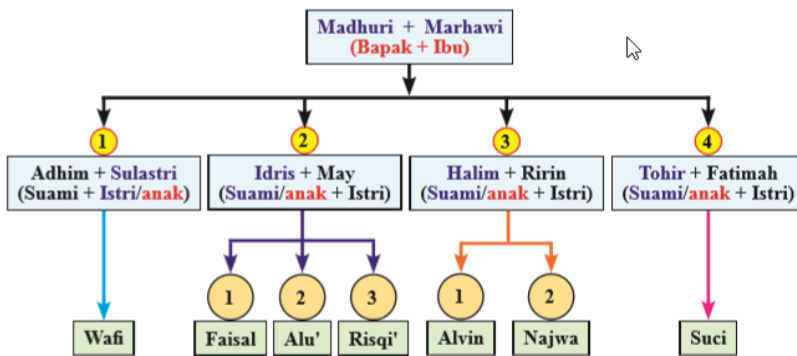 Madhuri + Marhawi
(Bapak + Ibu)
1
2
3
4
Adhim + Sulastri
(Suami + Istri/anak)
Idris + May
(Suami/anak + Istri)
Halim + Ririn
(Suami/anak + Istri)
Tohir + Fatimah
(Suami/anak + Istri)
1
2
3
1
2
Wafi
Faisal
Alu'
Risqi'
Alvin
Najwa
Suci